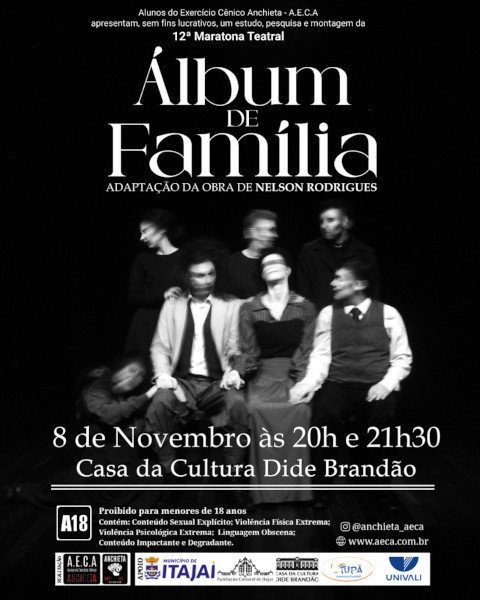 Alunos do Exercício Cênico Anchieta - A.E.C.A
apresentam, sem fins lucrativos, um estudo, pesquisa e montagem da
12ª Maratona Teatral
Álbum
DE
Família
ADAPTAÇÃO DA OBRA DE NELSON RODRIGUES
8 de Novembro às 20h e 21h30
Casa da Cultura Dide Brandão
A18
Proibido para menores de 18 anos
Contém: Conteúdo Sexual Explícito; Violência Física Extrema;
Violência Psicológica Extrema; Linguagem Obscena;
Conteúdo Impactante e Degradante.
@anchieta_aeca
www.aeca.com.br
REALIZAÇÃO
A.E.C.A
ANCHIETA
ANCHIETA
APOIO
MUNICÍPIO DE
ITAJAÍ
Fundação Cultural de Itajaí
CASA DA CULTURA
DIDE BRANDÃO
TUPÃ
UNIVALI